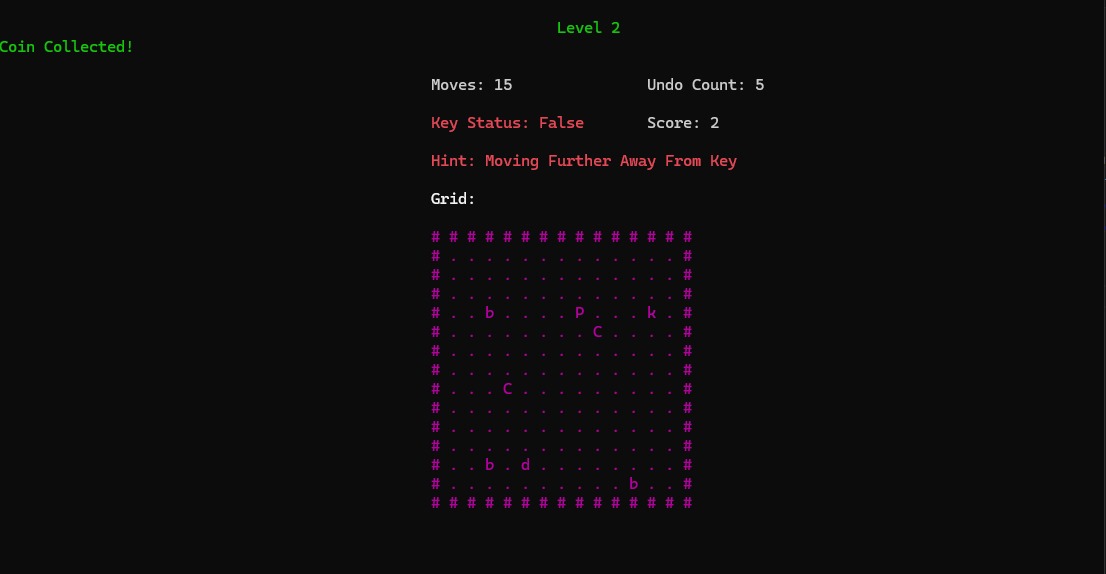 Level 2
Coin Collected!
Moves: 15 Undo Count: 5
Key Status: False Score: 2
Hint: Moving Further Away From Key
Grid:
# # # # # # # # # # # # # # #
# . . . . . . . . . . . . . #
# . . . . . . . . . . . . . #
# . . . . . . . . . . . . . #
# . . b . . . . P . . . k . #
# . . . . . . . . C . . . . #
# . . . . . . . . . . . . . #
# . . . . . . . . . . . . . #
# . . . C . . . . . . . . . #
# . . . . . . . . . . . . . #
# . . . . . . . . . . . . . #
# . . . . . . . . . . . . . #
# . . b . d . . . . . . . . #
# . . . . . . . . . . b . . #
# # # # # # # # # # # # # # #